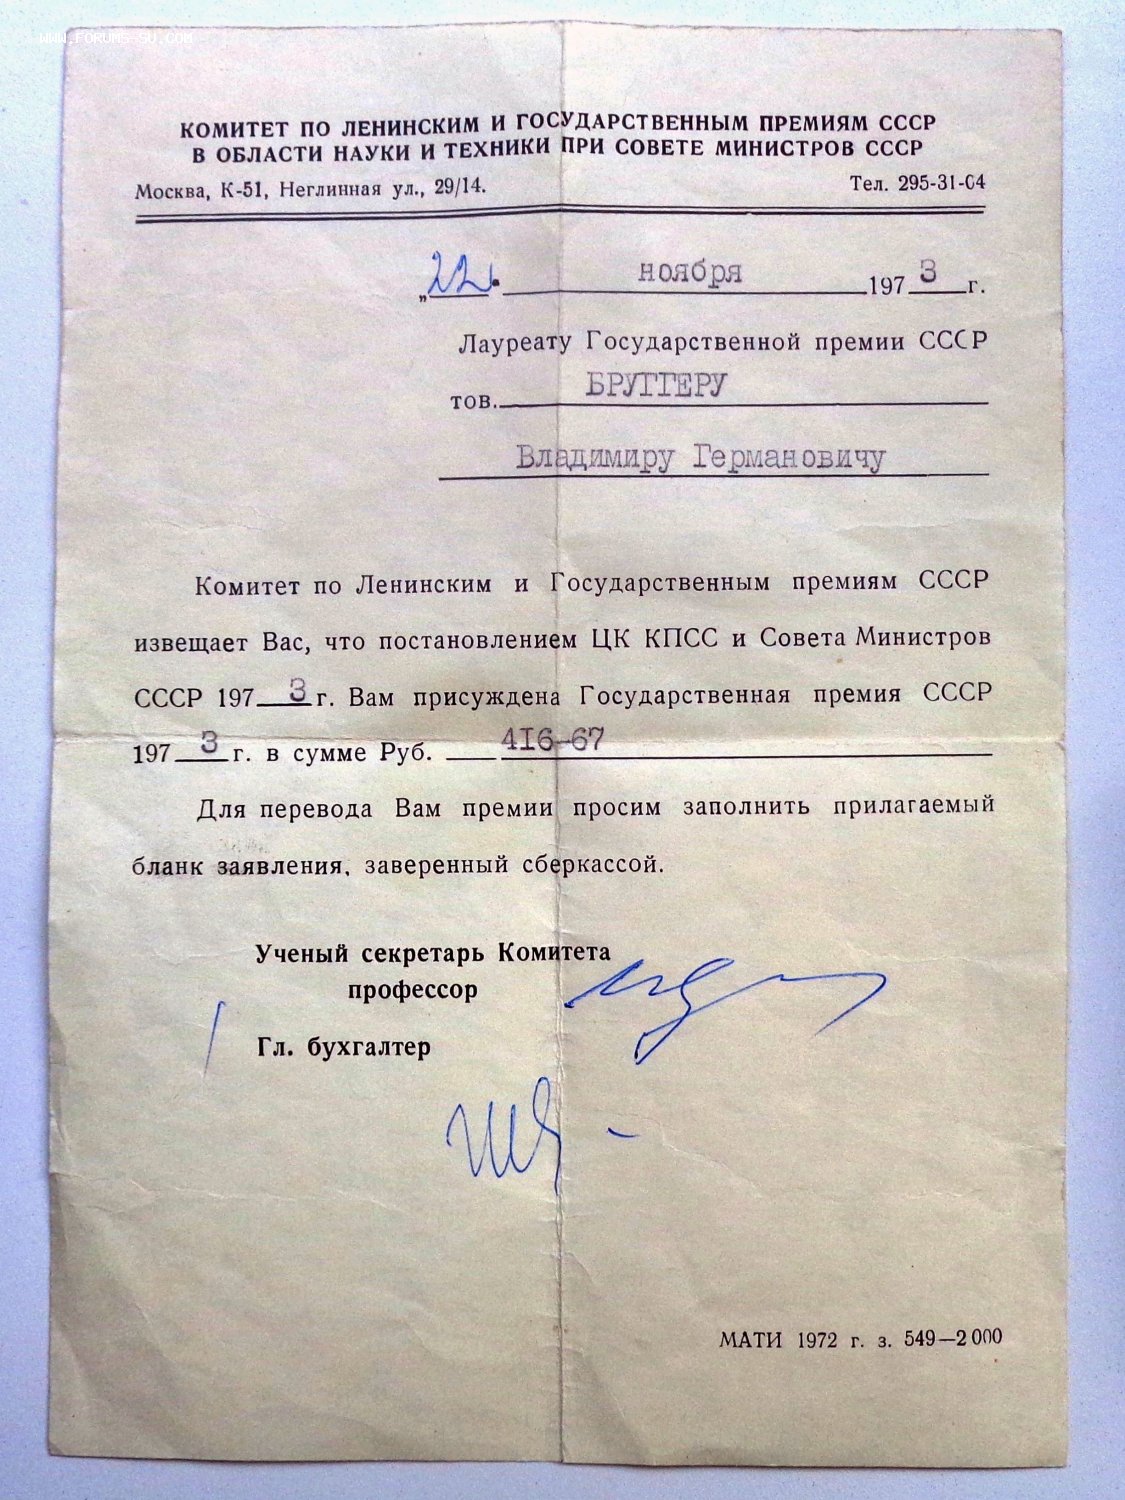 WWW.FORUMS-SU.COM
КОМИТЕТ ПО ЛЕНИНСКИМ И ГОСУДАРСТВЕННЫМ ПРЕМИЯМ СССР
В ОБЛАСТИ НАУКИ И ТЕХНИКИ ПРИ СОВЕТЕ МИНИСТРОВ СССР
Москва, К-51, Неглинная ул., 29/14. Тел. 295-31-04
„22" ноября 1973 г.
Лауреату Государственной премии СССР
тов. БРУГГЕРУ
Владимиру Германовичу
Комитет по Ленинским и Государственным премиям СССР
извещает Вас, что постановлением ЦК КПСС и Совета Министров
СССР 1973 г. Вам присуждена Государственная премия СССР
1973 г. в сумме Руб. 4I6-67
Для перевода Вам премии просим заполнить прилагаемый
бланк заявления, заверенный сберкассой.
Ученый секретарь Комитета
профессор
Гл. бухгалтер
МАТИ 1972 г. з. 549—2 000